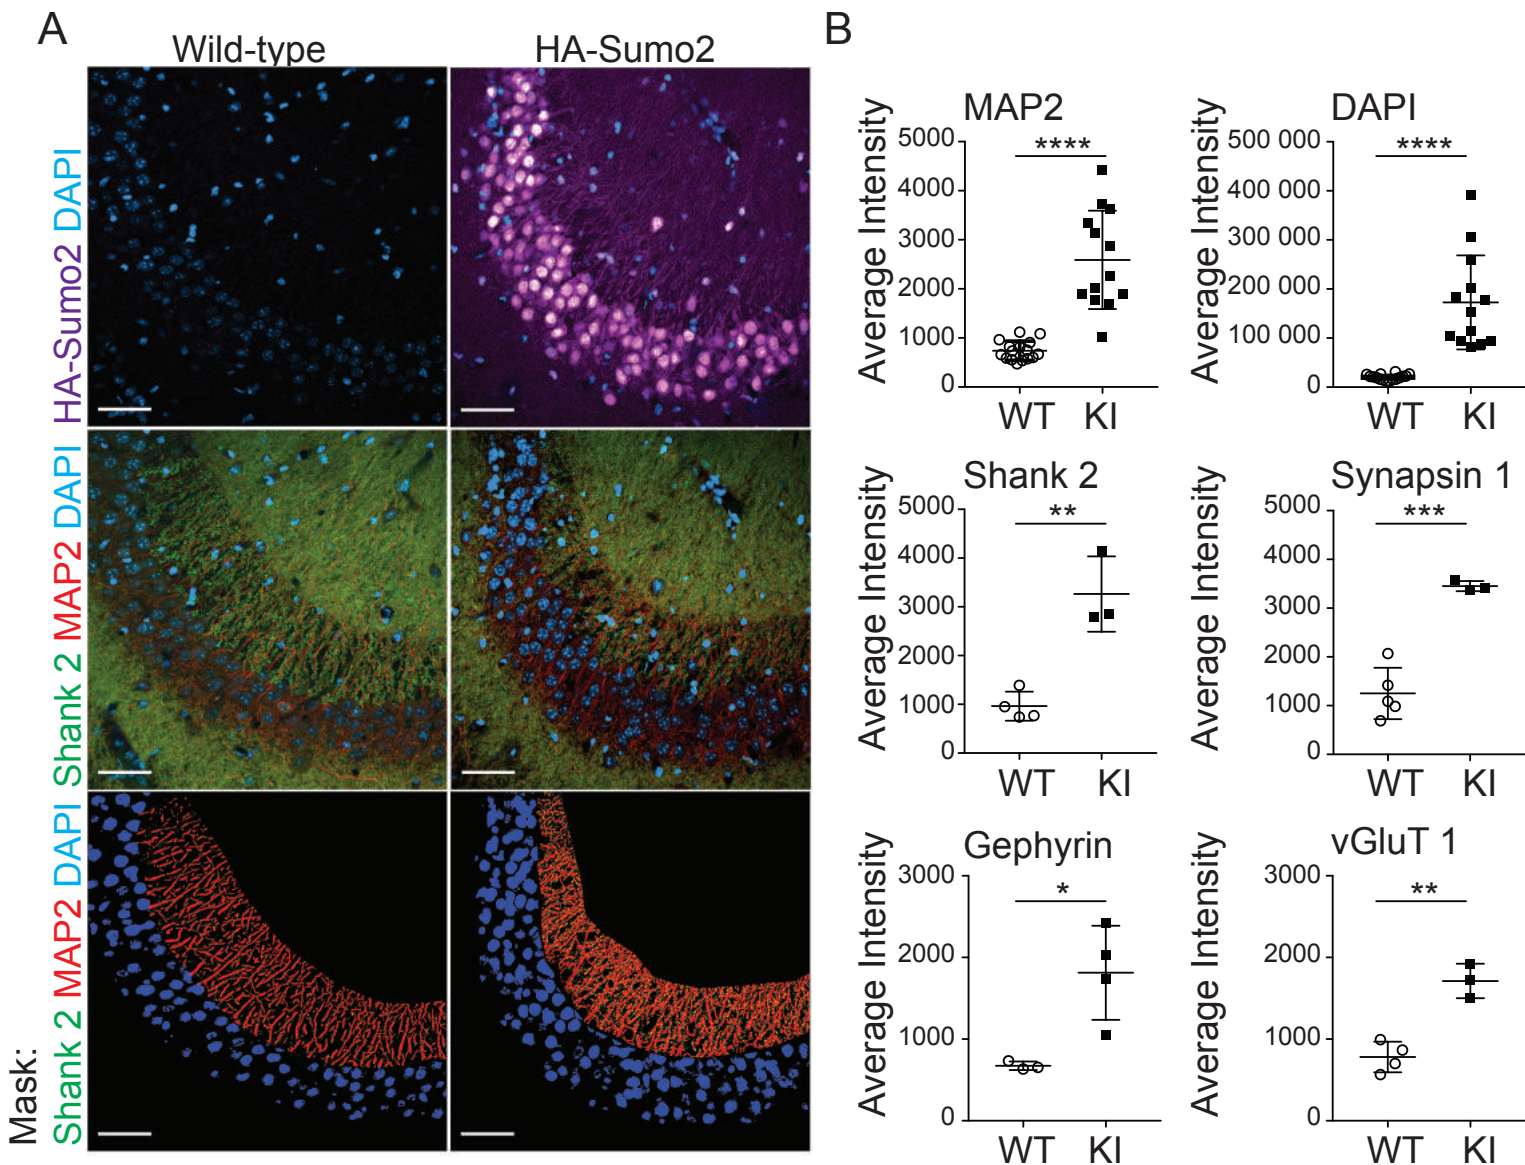 A
Wild-type
HA-Sumo2
HA-Sumo2 DAPI
Shank 2 MAP2 DAPI
Mask:
Shank 2 MAP2 DAPI
B
MAP2
Average Intensity
5000
4000
3000
2000
1000
0
****
WT KI
DAPI
Average Intensity
500 000
400 000
300 000
200 000
100 000
0
****
WT KI
Shank 2
Average Intensity
5000
4000
3000
2000
1000
0
**
WT KI
Synapsin 1
Average Intensity
5000
4000
3000
2000
1000
0
***
WT KI
Gephyrin
Average Intensity
3000
2000
1000
0
*
WT KI
vGluT 1
Average Intensity
3000
2000
1000
0
**
WT KI